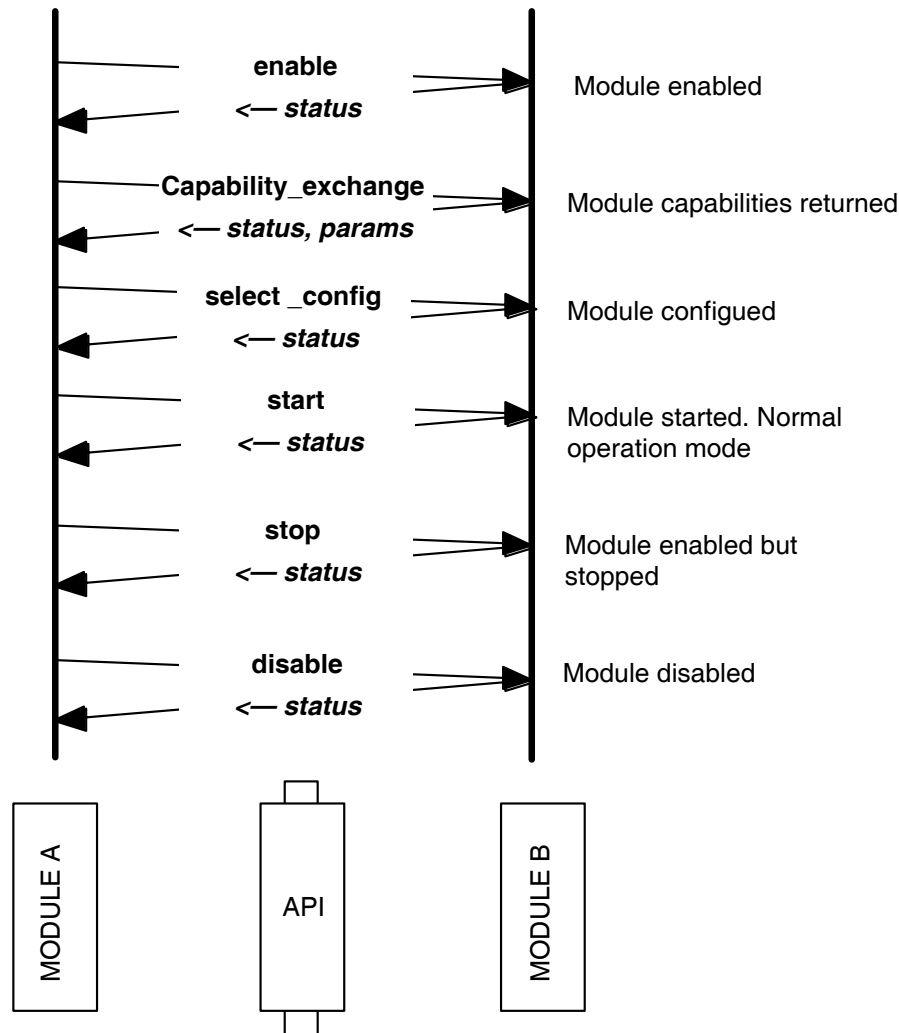 enable
<— status
Module enabled
Capability_exchange
<— status, params
Module capabilities returned
select _config
<— status
Module configued
start
<— status
Module started. Normal
operation mode
stop
<— status
Module enabled but
stopped
disable
<— status
Module disabled
MODULE A
API
MODULE B